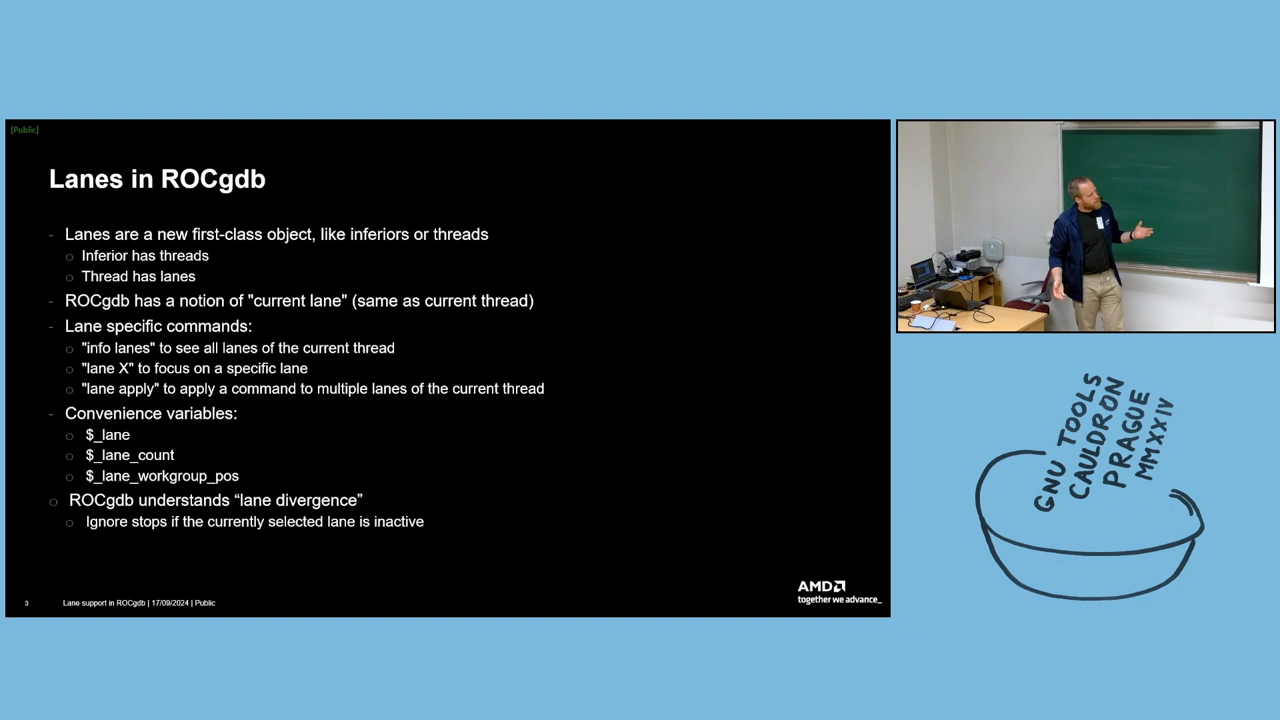 [Public]
Lanes in ROCgdb
- Lanes are a new first-class object, like inferiors or threads
○ Inferior has threads
○ Thread has lanes
- ROCgdb has a notion of "current lane" (same as current thread)
- Lane specific commands:
○ "info lanes" to see all lanes of the current thread
○ "lane X" to focus on a specific lane
○ "lane apply" to apply a command to multiple lanes of the current thread
- Convenience variables:
○ $_lane
○ $_lane_count
○ $_lane_workgroup_pos
○ ROCgdb understands “lane divergence”
○ Ignore stops if the currently selected lane is inactive
3 Lane support in ROCgdb | 17/09/2024 | Public
AMD
together we advance_
GNU TOOLS
CAULDRON
PRAGUE
MMXXIV